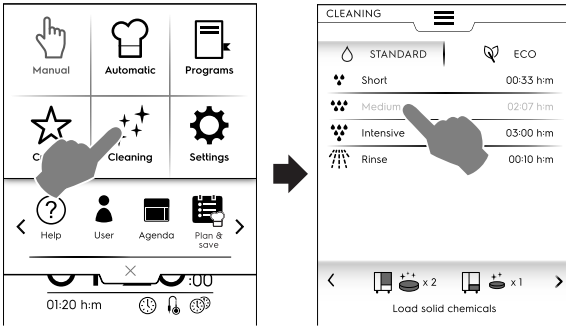 Manual Automatic Programs
Cu Cleaning Settings
Help User Agenda Plan &
save
:00
01:20 h:m
CLEANING
STANDARD ECO
Short 00:33 h:m
Medium 02:07 h:m
Intensive 03:00 h:m
Rinse 00:10 h:m
x 2 x 1
Load solid chemicals